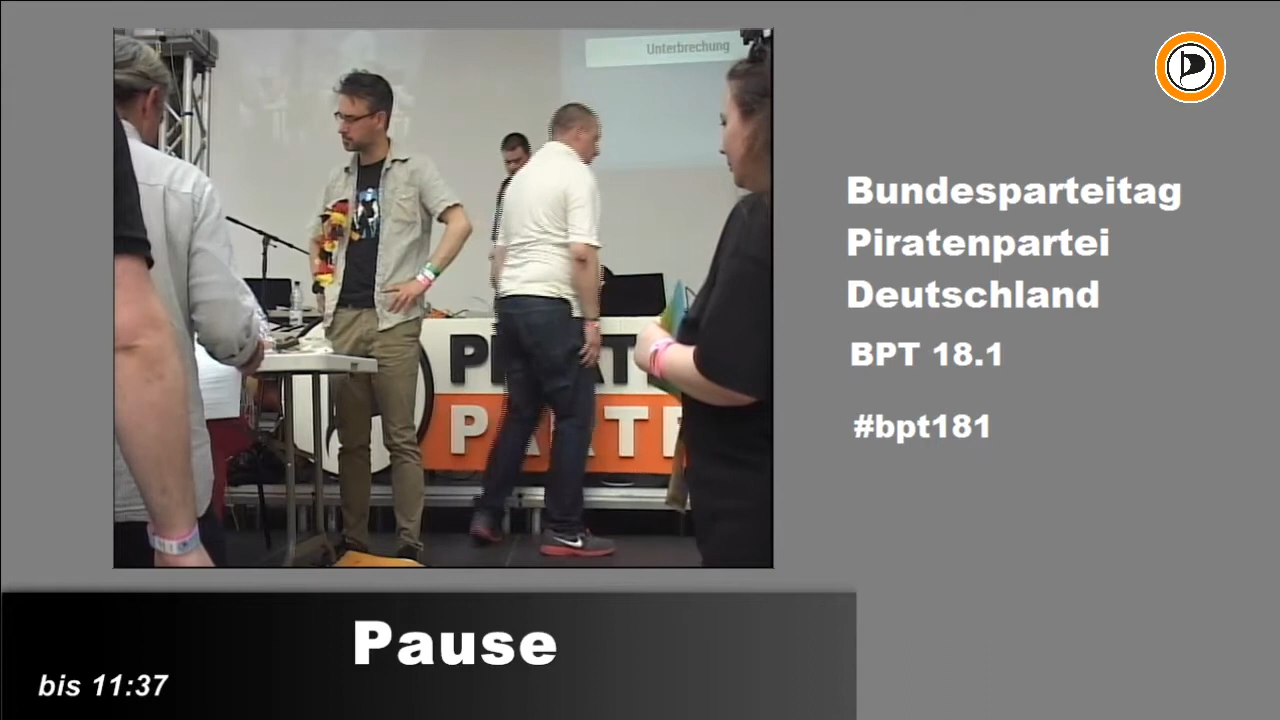 Unterbrechung
Bundesparteitag
Piratenpartei
Deutschland
BPT 18.1
#bpt181
Pause
bis 11:37